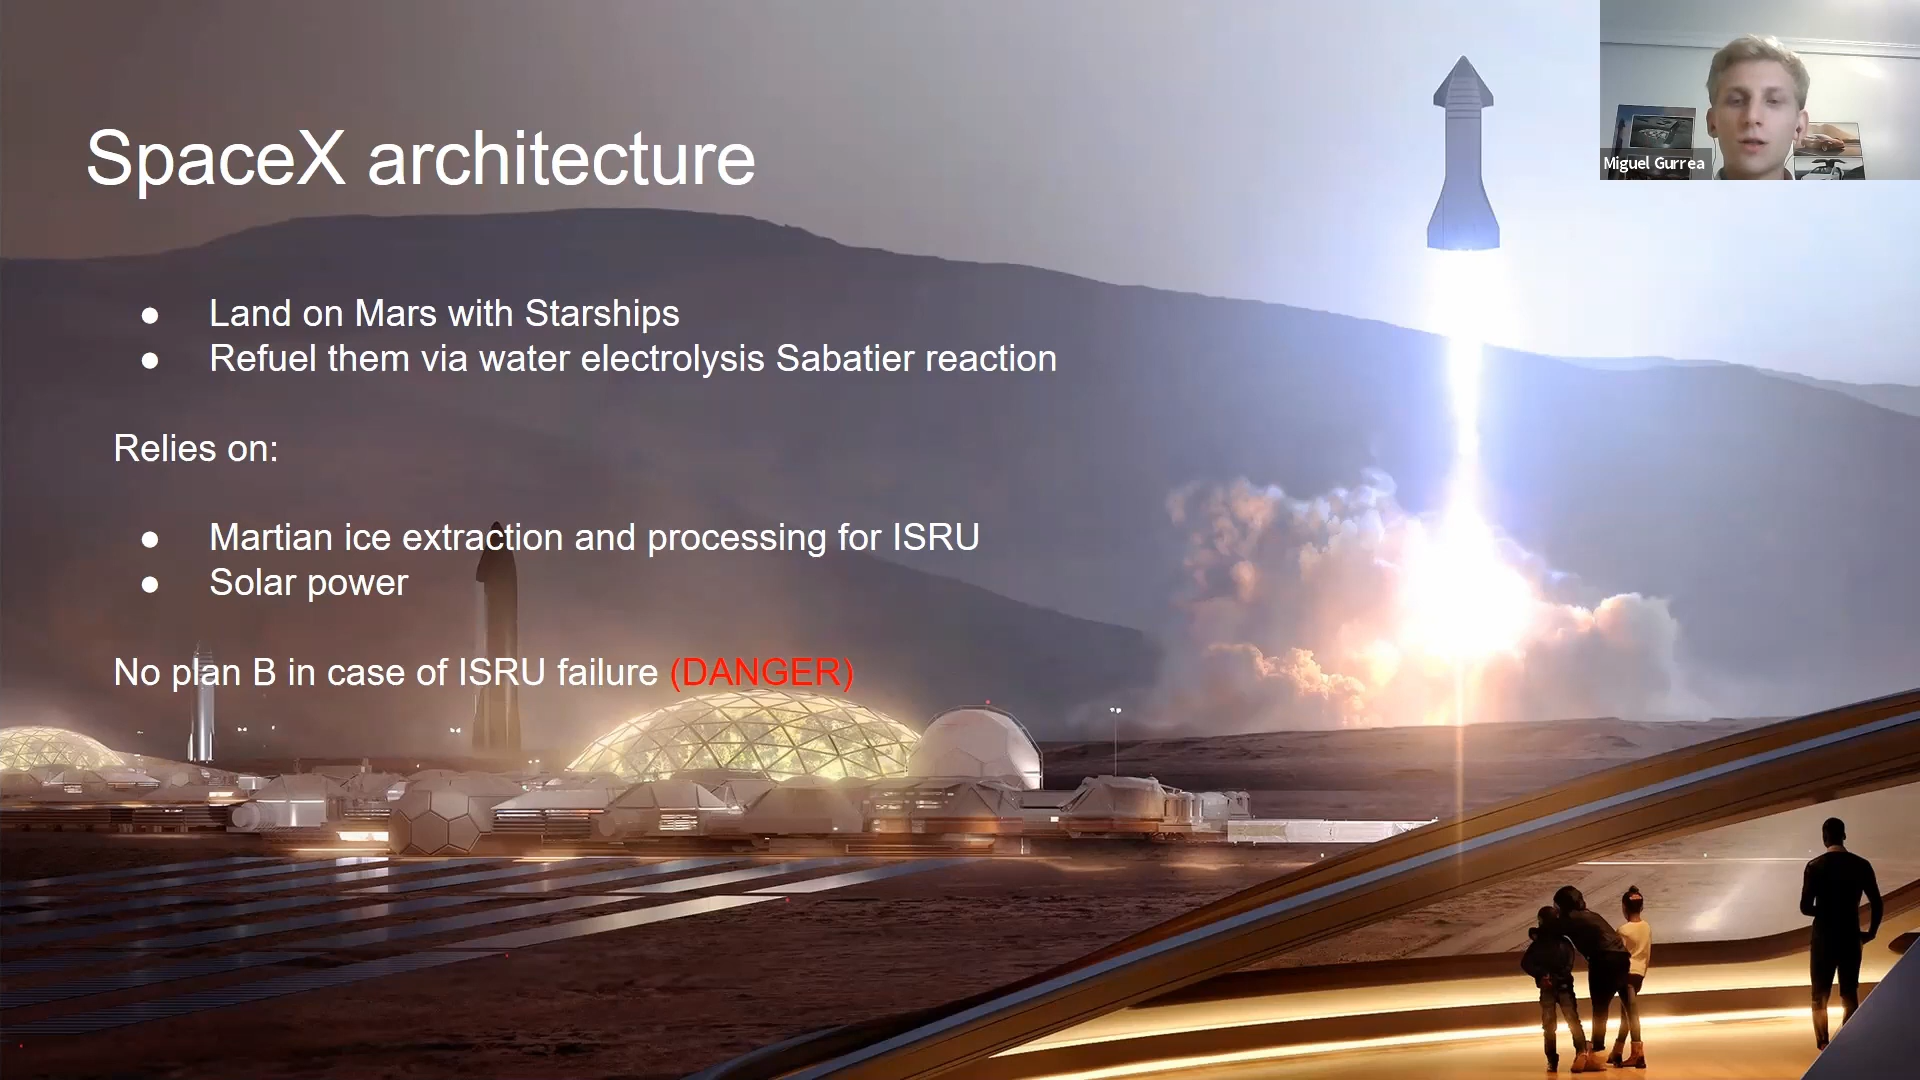 SpaceX architecture
Miguel Gurrea
● Land on Mars with Starships
● Refuel them via water electrolysis Sabatier reaction
Relies on:
● Martian ice extraction and processing for ISRU
● Solar power
No plan B in case of ISRU failure (DANGER)